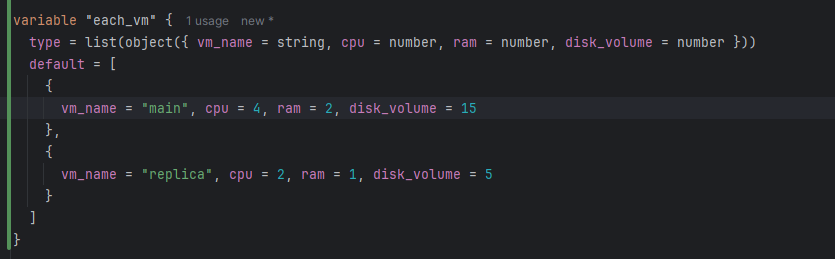 variable "each_vm" { 1 usage new *
type = list(object({ vm_name = string, cpu = number, ram = number, disk_volume = number }))
default = [
{
vm_name = "main", cpu = 4, ram = 2, disk_volume = 15
},
{
vm_name = "replica", cpu = 2, ram = 1, disk_volume = 5
}
]
}